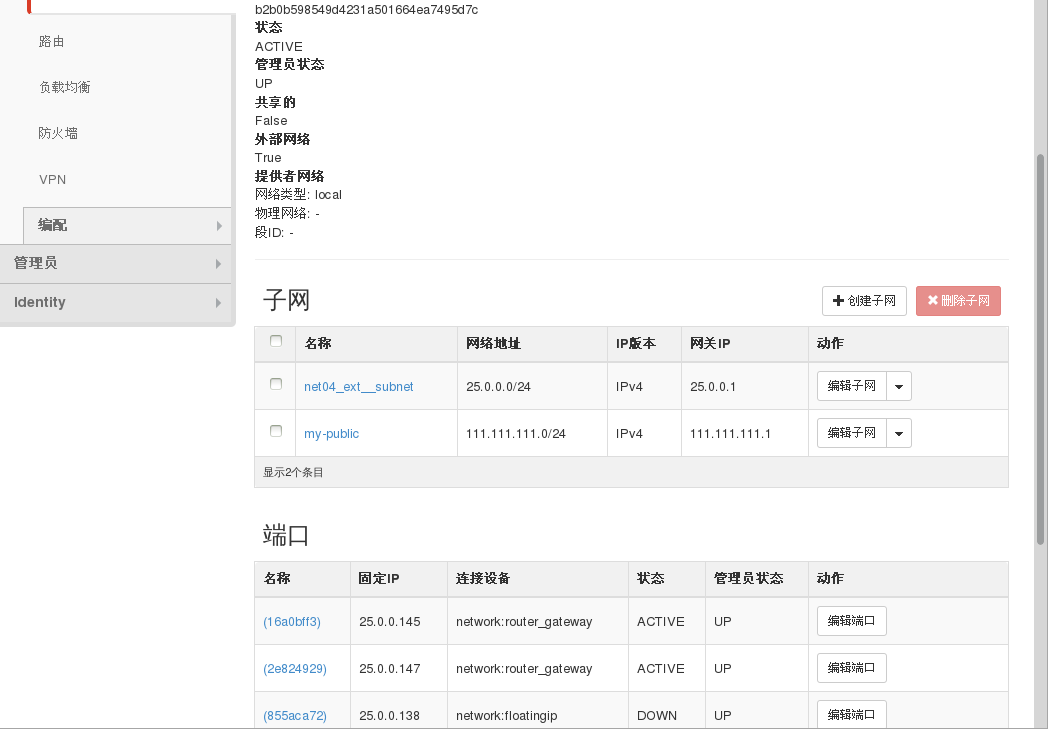 路由
负载均衡
防火墙
VPN
编配
管理员
Identity
b2b0b598549d4231a501664ea7495d7c
状态
ACTIVE
管理员状态
UP
共享的
False
外部网络
True
提供者网络
网络类型: local
物理网络: -
段ID: -
子网
创建子网 删除子网
名称 网络地址 IP版本 网关IP 动作
net04_ext__subnet 25.0.0.0/24 IPv4 25.0.0.1 编辑子网
my-public 111.111.111.0/24 IPv4 111.111.111.1 编辑子网
显示2个条目
端口
名称 固定IP 连接设备 状态 管理员状态 动作
(16a0bff3) 25.0.0.145 network:router_gateway ACTIVE UP 编辑端口
(2e824929) 25.0.0.147 network:router_gateway ACTIVE UP 编辑端口
(855aca72) 25.0.0.138 network:floatingip DOWN UP 编辑端口